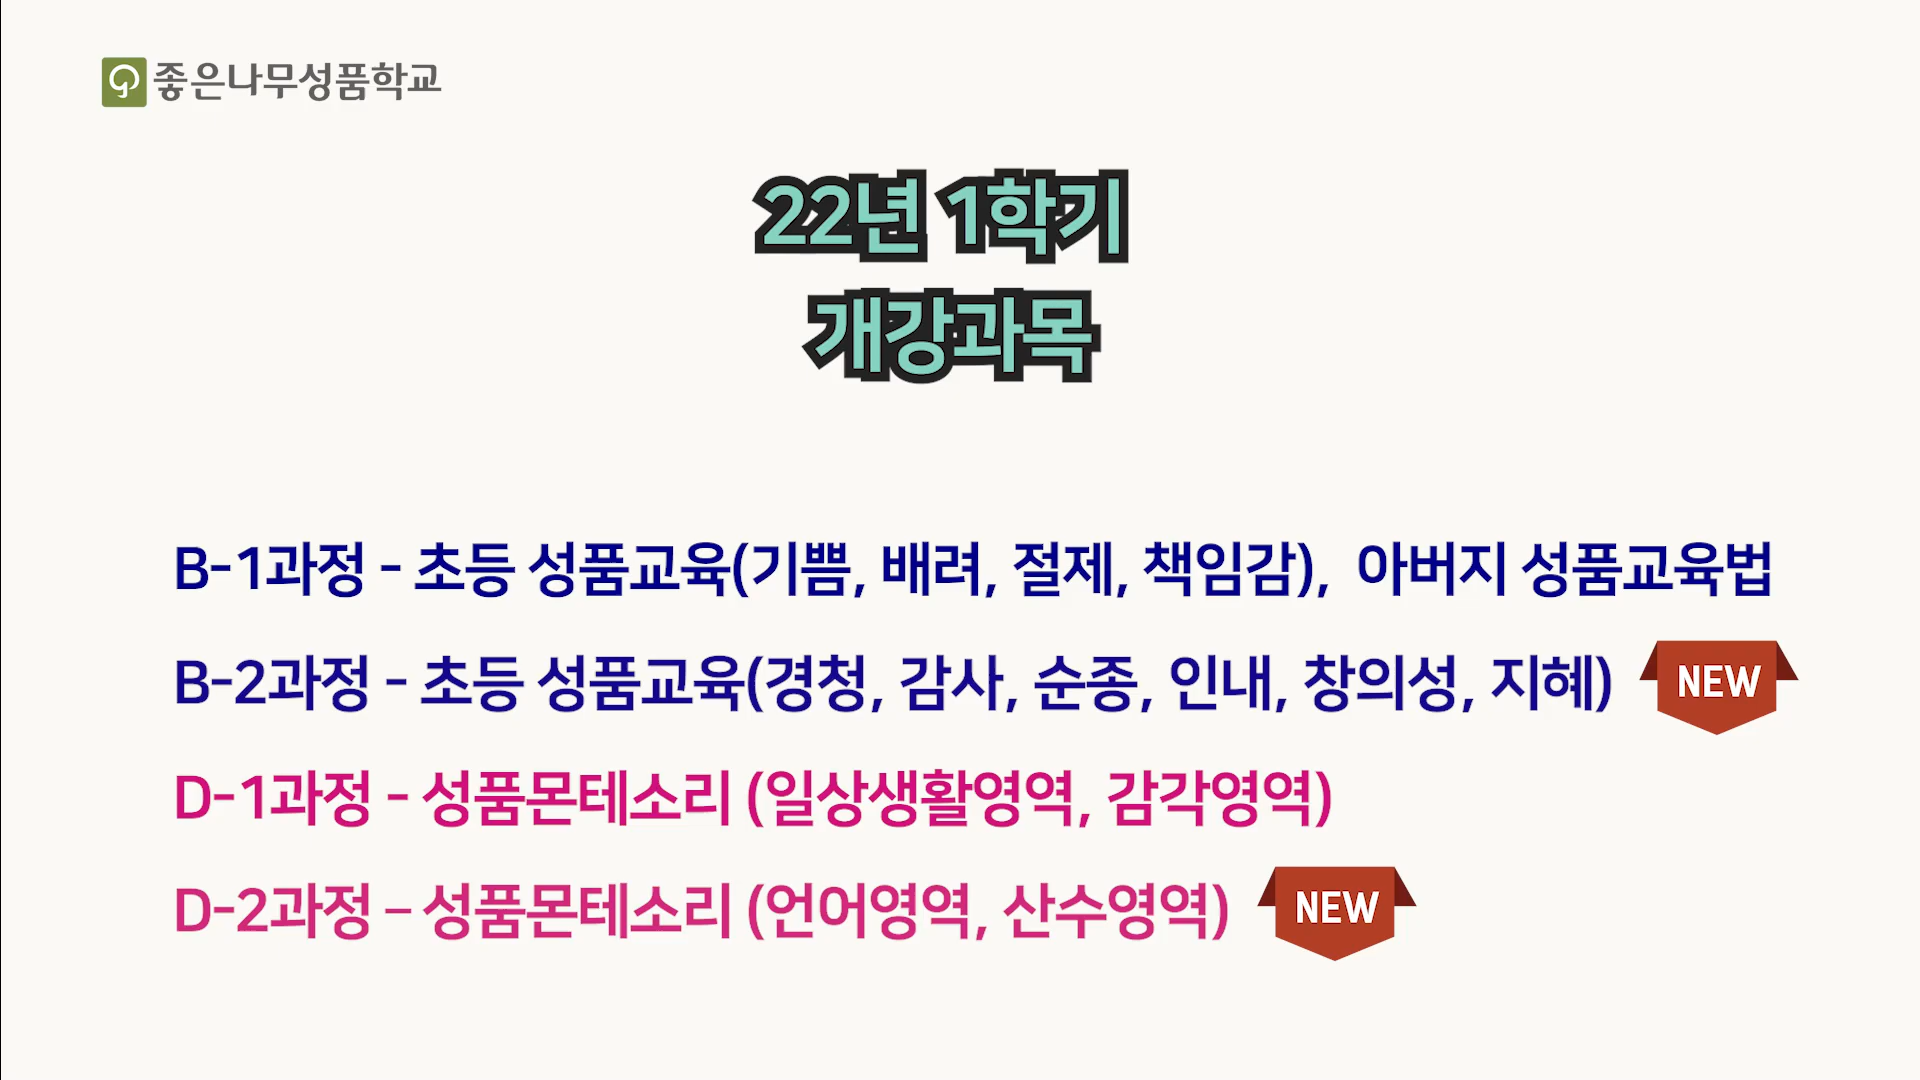 좋은나무성품학교
22년 1학기
개강과목
B-1과정 - 초등 성품교육(기쁨, 배려, 절제, 책임감), 아버지 성품교육법
B-2과정 - 초등 성품교육(경청, 감사, 순종, 인내, 창의성, 지혜) NEW
D-1과정 - 성품몬테소리 (일상생활영역, 감각영역)
D-2과정 – 성품몬테소리 (언어영역, 산수영역) NEW